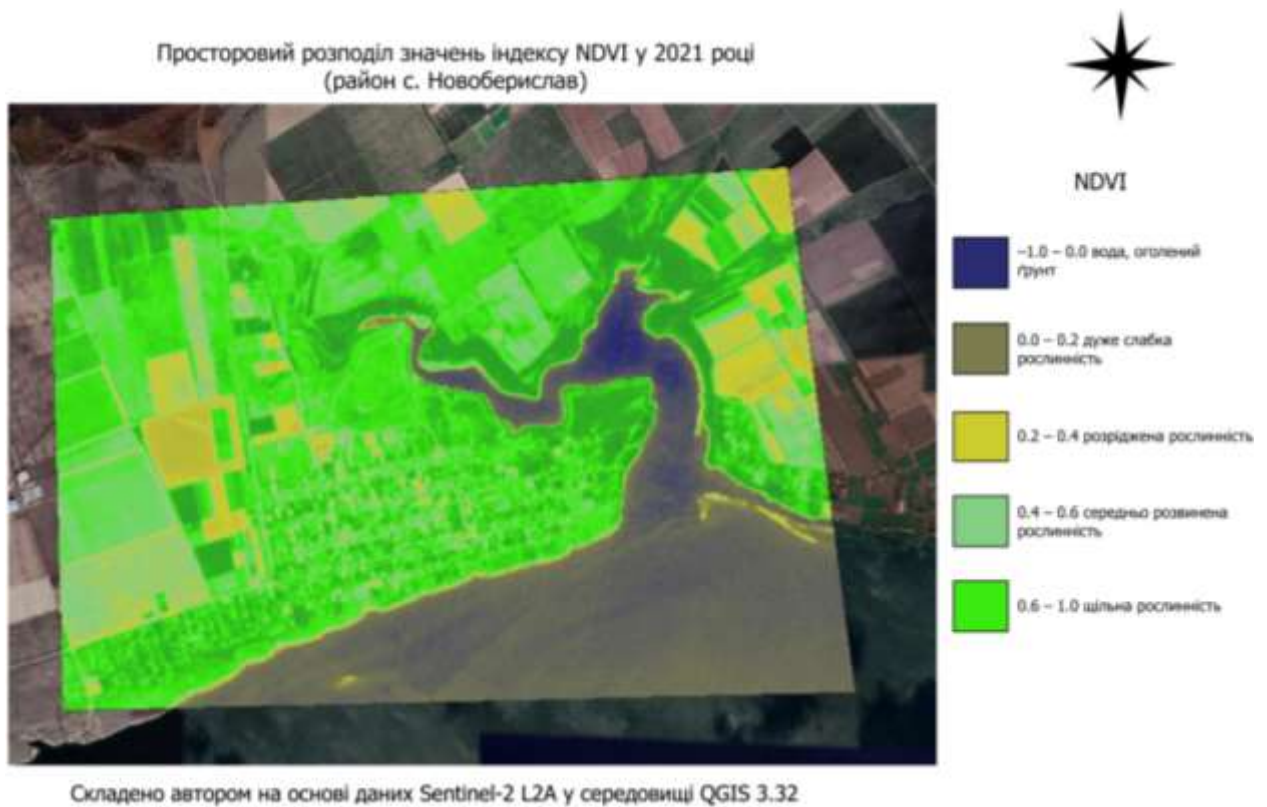 Просторовий розподіл значень індексу NDVI у 2021 році
(район с. Новоберислав)
NDVI
–1.0 – 0.0 вода, оголений
ґрунт
0.0 – 0.2 дуже слабка
рослинність
0.2 – 0.4 розріджена рослинність
0.4 – 0.6 середньо розвинена
рослинність
0.6 – 1.0 щільна рослинність
Складено автором на основі даних Sentinel-2 L2A у середовищі QGIS 3.32